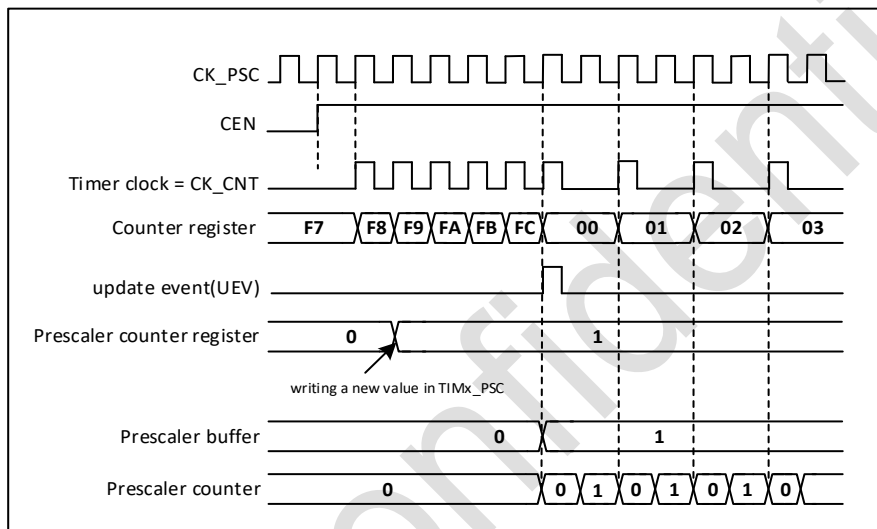 CK_PSC
CEN
Timer clock = CK_CNT
Counter register F7 F8 F9 FA FB FC 00 01 02 03
update event(UEV)
Prescaler counter register 0 1
writing a new value in TIMx_PSC
Prescaler buffer 0 1
Prescaler counter 0 0 1 0 1 0 1 0
onfidenti